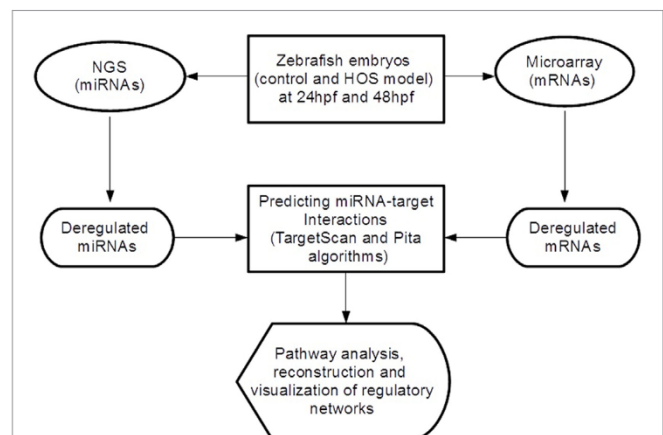 NGS
(miRNAs)
Zebrafish embryos
(control and HOS model)
at 24hpf and 48hpf
Microarray
(mRNAs)
Deregulated
miRNAs
Predicting miRNA-target
Interactions
(TargetScan and Pita
algorithms)
Deregulated
mRNAs
Pathway analysis,
reconstruction and
visualization of regulatory
networks